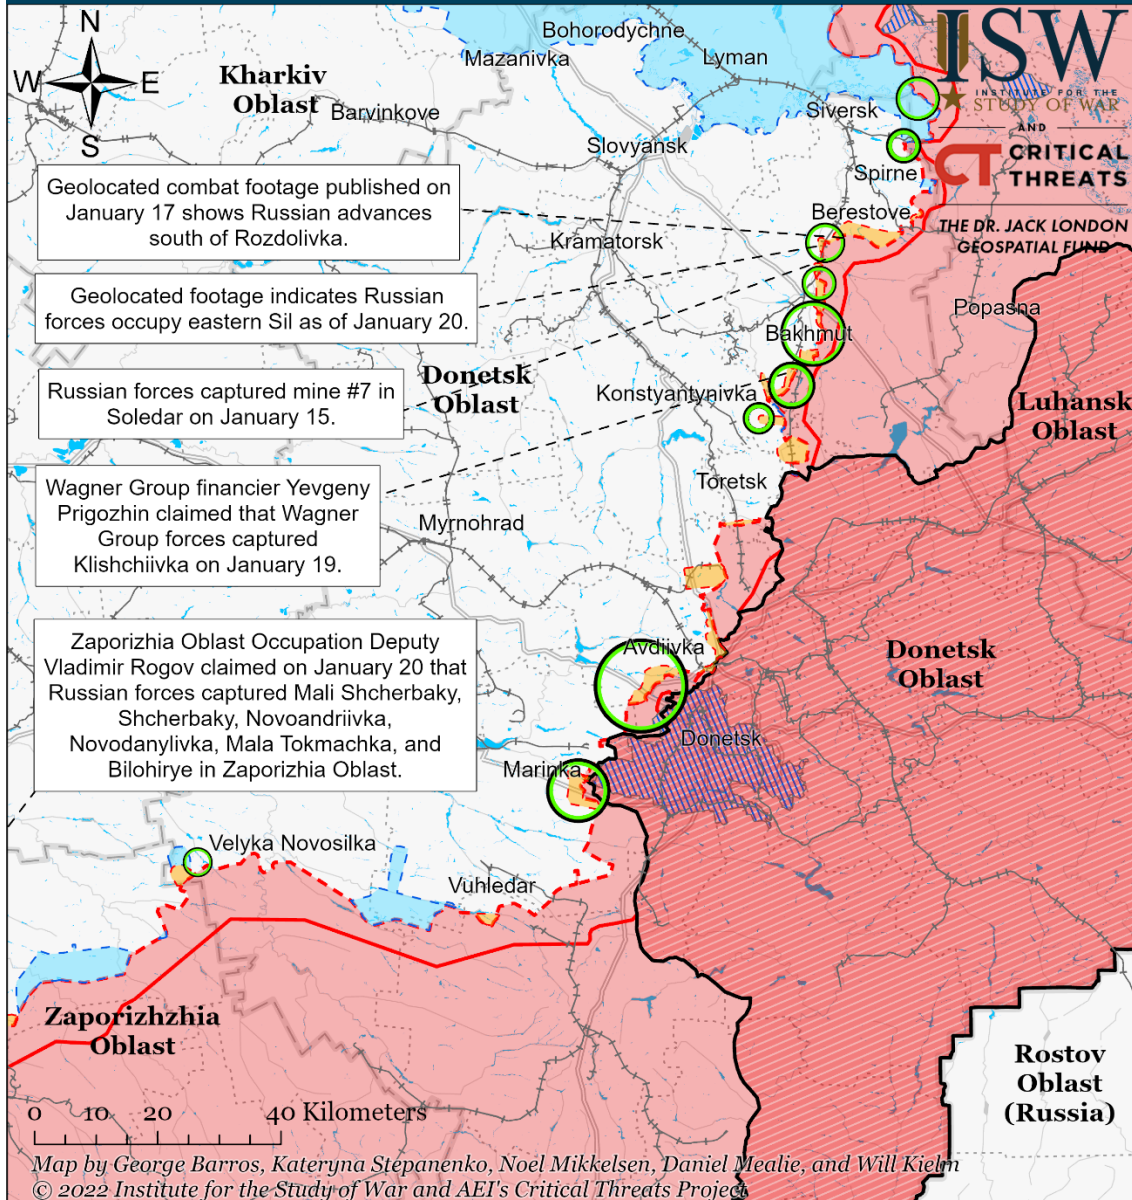 N
W
E
S
Bohorodychne
Mazanivka
Lyman
Kharkiv
Oblast
Barvinkove
Siversk
Slovyansk
Spirne
ISW
INSTITUTE FOR THE
STUDY OF WAR
AND
CT CRITICAL
THREATS
THE DR. JACK LONDON
GEOSPATIAL FUND
Geolocated combat footage published on
January 17 shows Russian advances
south of Rozdolivka.
Berestove
Kramatorsk
Geolocated footage indicates Russian
forces occupy eastern Sil as of January 20.
Popasna
Bakhmut
Russian forces captured mine #7 in
Soledar on January 15.
Donetsk
Oblast
Konstyantynivka
Luhansk
Oblast
Wagner Group financier Yevgeny
Prigozhin claimed that Wagner
Group forces captured
Klishchiivka on January 19.
Toretsk
Myrnohrad
Zaporizhia Oblast Occupation Deputy
Vladimir Rogov claimed on January 20 that
Russian forces captured Mali Shcherbaky,
Shcherbaky, Novoandriivka,
Novodanylivka, Mala Tokmachka, and
Bilohirye in Zaporizhia Oblast.
Avdiivka
Donetsk
Oblast
Donetsk
Marinka
Velyka Novosilka
Vuhledar
Zaporizhzhia
Oblast
Rostov
Oblast
(Russia)
0 10 20 40 Kilometers
Map by George Barros, Kateryna Stepanenko, Noel Mikkelsen, Daniel Mealie, and Will Kielm
© 2022 Institute for the Study of War and AEI's Critical Threats Project